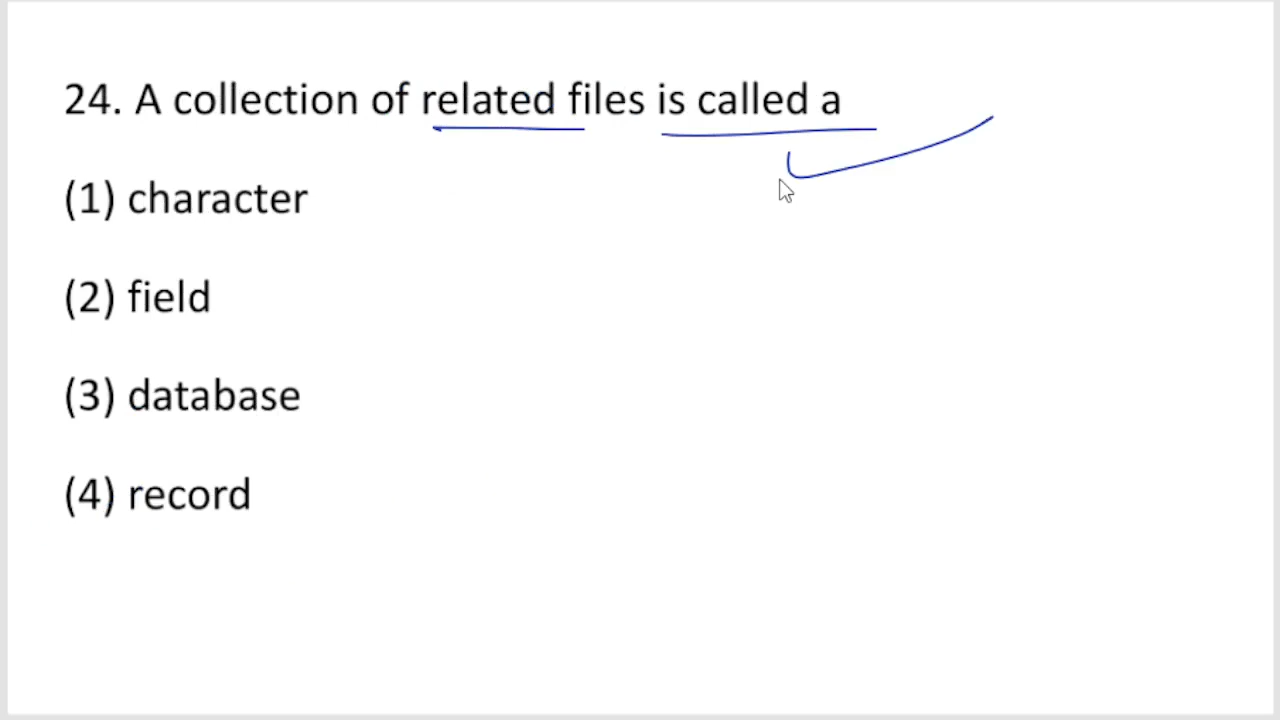 24. A collection of related files is called a
(1) character
(2) field
(3) database
(4) record